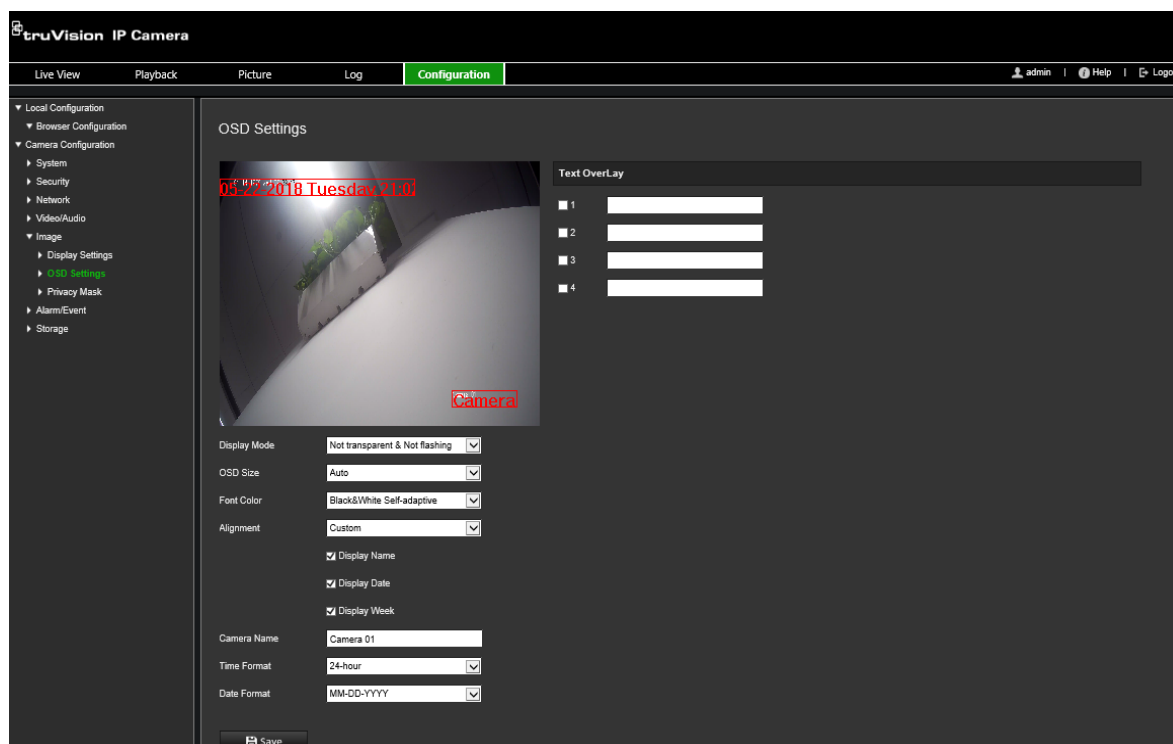 truVision IP Camera
Live View Playback Picture Log Configuration admin | Help | Logo
Local Configuration
Browser Configuration
Camera Configuration
System
Security
Network
Video/Audio
Image
Display Settings
OSD Settings
Privacy Mask
Alarm/Event
Storage
OSD Settings
05-22-2018 Tuesday 21:0
Camera
Display Mode Not transparent & Not flashing
OSD Size Auto
Font Color Black&White Self-adaptive
Alignment Custom
Display Name
Display Date
Display Week
Camera Name Camera 01
Time Format 24-hour
Date Format MM-DD-YYYY
Save
Text OverLay
1
2
3
4